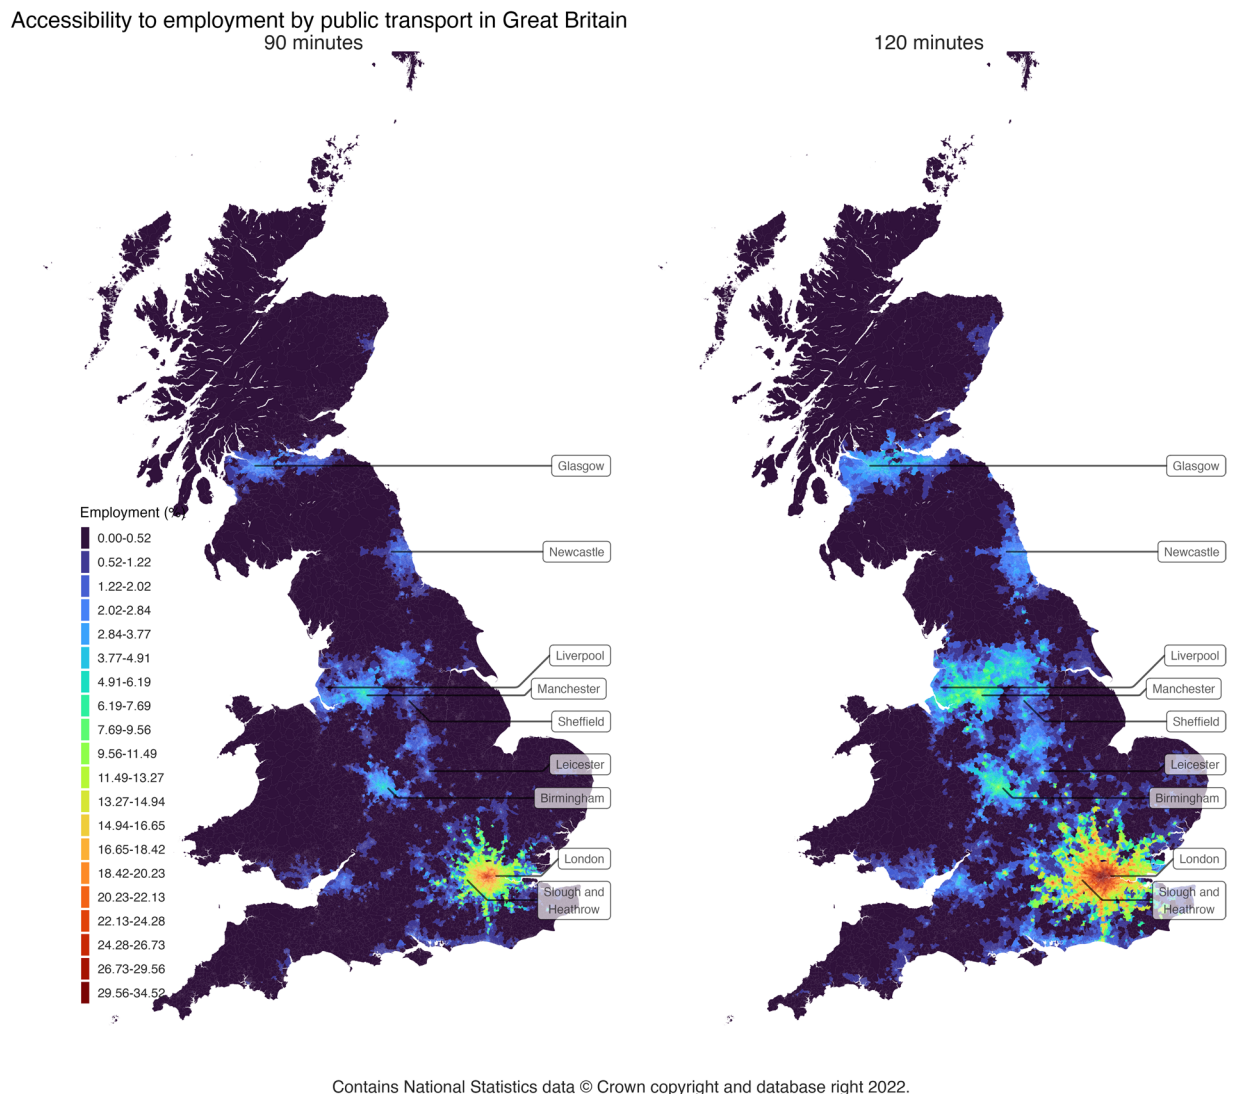 Accessibility to employment by public transport in Great Britain
90 minutes
120 minutes
Glasgow
Newcastle
Liverpool
Manchester
Sheffield
Leicester
Birmingham
London
Slough and
Heathrow
Employment (%)
0.00-0.52
0.52-1.22
1.22-2.02
2.02-2.84
2.84-3.77
3.77-4.91
4.91-6.19
6.19-7.69
7.69-9.56
9.56-11.49
11.49-13.27
13.27-14.94
14.94-16.65
16.65-18.42
18.42-20.23
20.23-22.13
22.13-24.28
24.28-26.73
26.73-29.56
29.56-34.52
Glasgow
Newcastle
Liverpool
Manchester
Sheffield
Leicester
Birmingham
London
Slough and
Heathrow
Contains National Statistics data © Crown copyright and database right 2022.